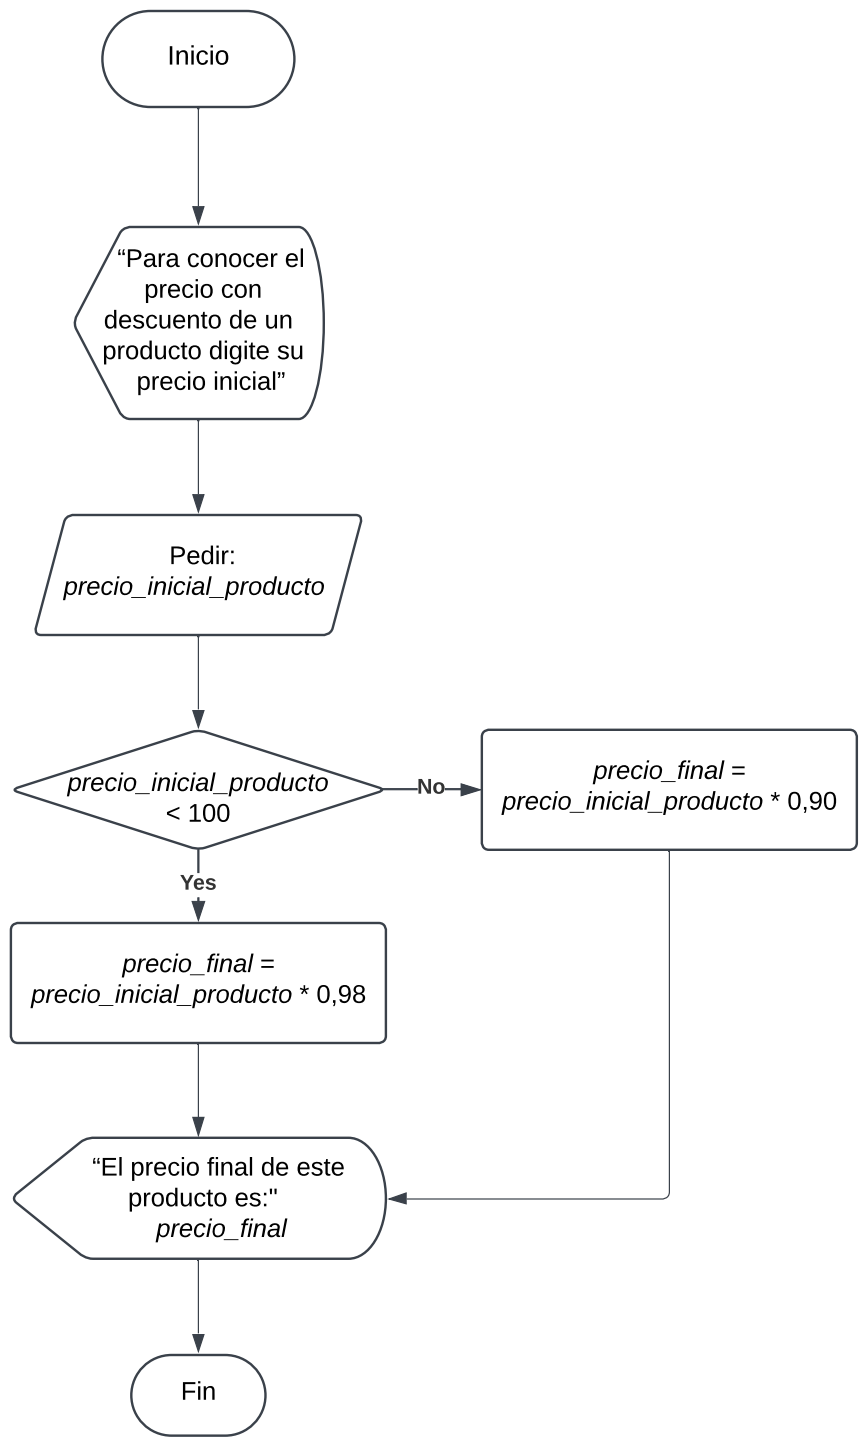 Inicio
“Para conocer el
precio con
descuento de un
producto digite su
precio inicial”
Pedir:
precio_inicial_producto
precio_inicial_producto
< 100
No
precio_final =
precio_inicial_producto * 0,90
Yes
precio_final =
precio_inicial_producto * 0,98
“El precio final de este
producto es:"
precio_final
Fin